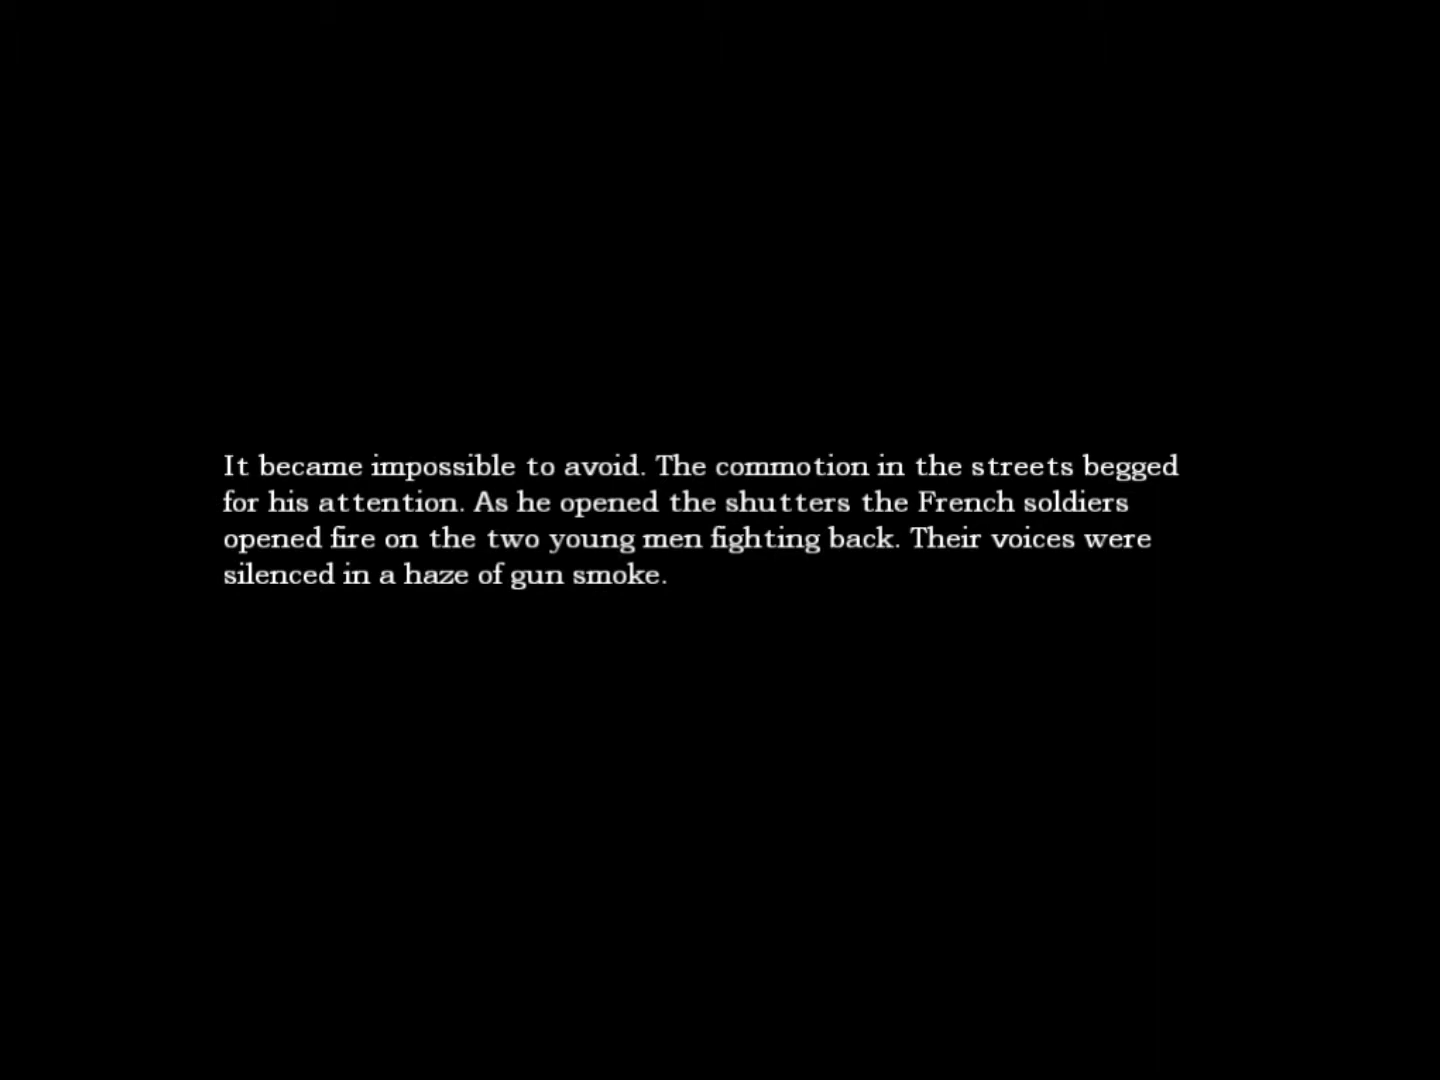 It became impossible to avoid. The commotion in the streets begged
for his attention. As he opened the shutters the French soldiers
opened fire on the two young men fighting back. Their voices were
silenced in a haze of gun smoke.